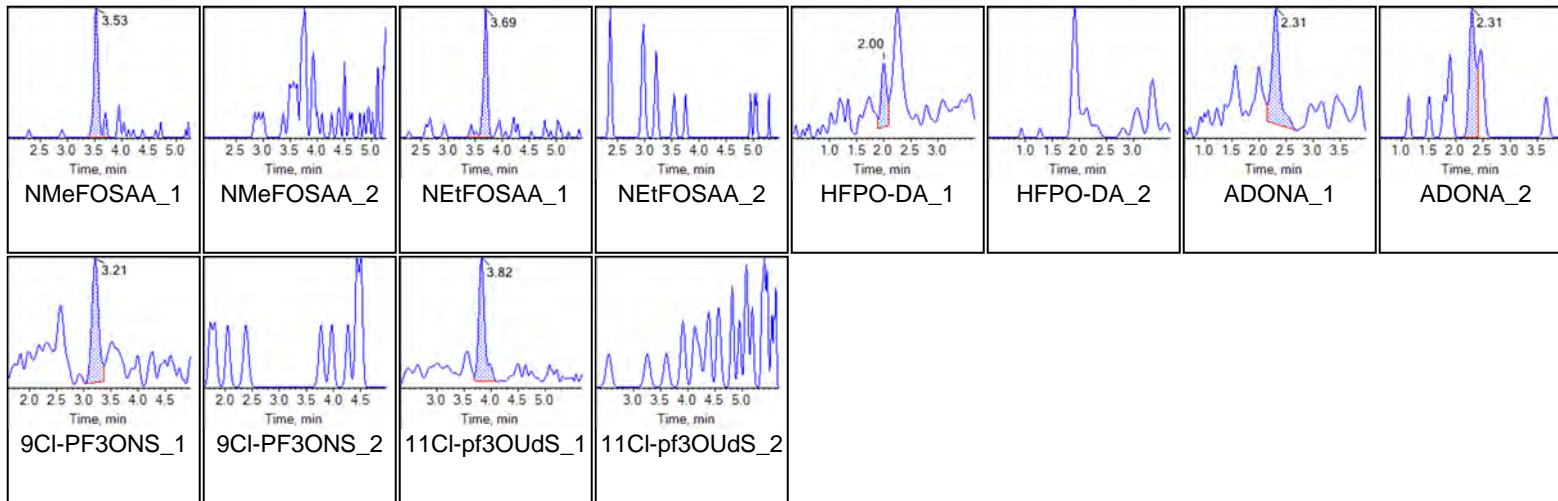 3.53
3.69
2.00
2.31
2.31
2.5 3.0 3.5 4.0 4.5 5.0
2.5 3.0 3.5 4.0 4.5 5.0
2.5 3.0 3.5 4.0 4.5 5.0
2.5 3.0 3.5 4.0 4.5 5.0
1.0 1.5 2.0 2.5 3.0
1.0 1.5 2.0 2.5 3.0
1.0 1.5 2.0 2.5 3.0 3.5
1.0 1.5 2.0 2.5 3.0 3.5
Time, min
Time, min
Time, min
Time, min
Time, min
Time, min
Time, min
Time, min
NMeFOSAA_1
NMeFOSAA_2
NEtFOSAA_1
NEtFOSAA_2
HFPO-DA_1
HFPO-DA_2
ADONA_1
ADONA_2
3.21
3.82
2.0 2.5 3.0 3.5 4.0 4.5
2.0 2.5 3.0 3.5 4.0 4.5
3.0 3.5 4.0 4.5 5.0
3.0 3.5 4.0 4.5 5.0
Time, min
Time, min
Time, min
Time, min
9Cl-PF3ONS_1
9Cl-PF3ONS_2
11Cl-pf3OUdS_1
11Cl-pf3OUdS_2